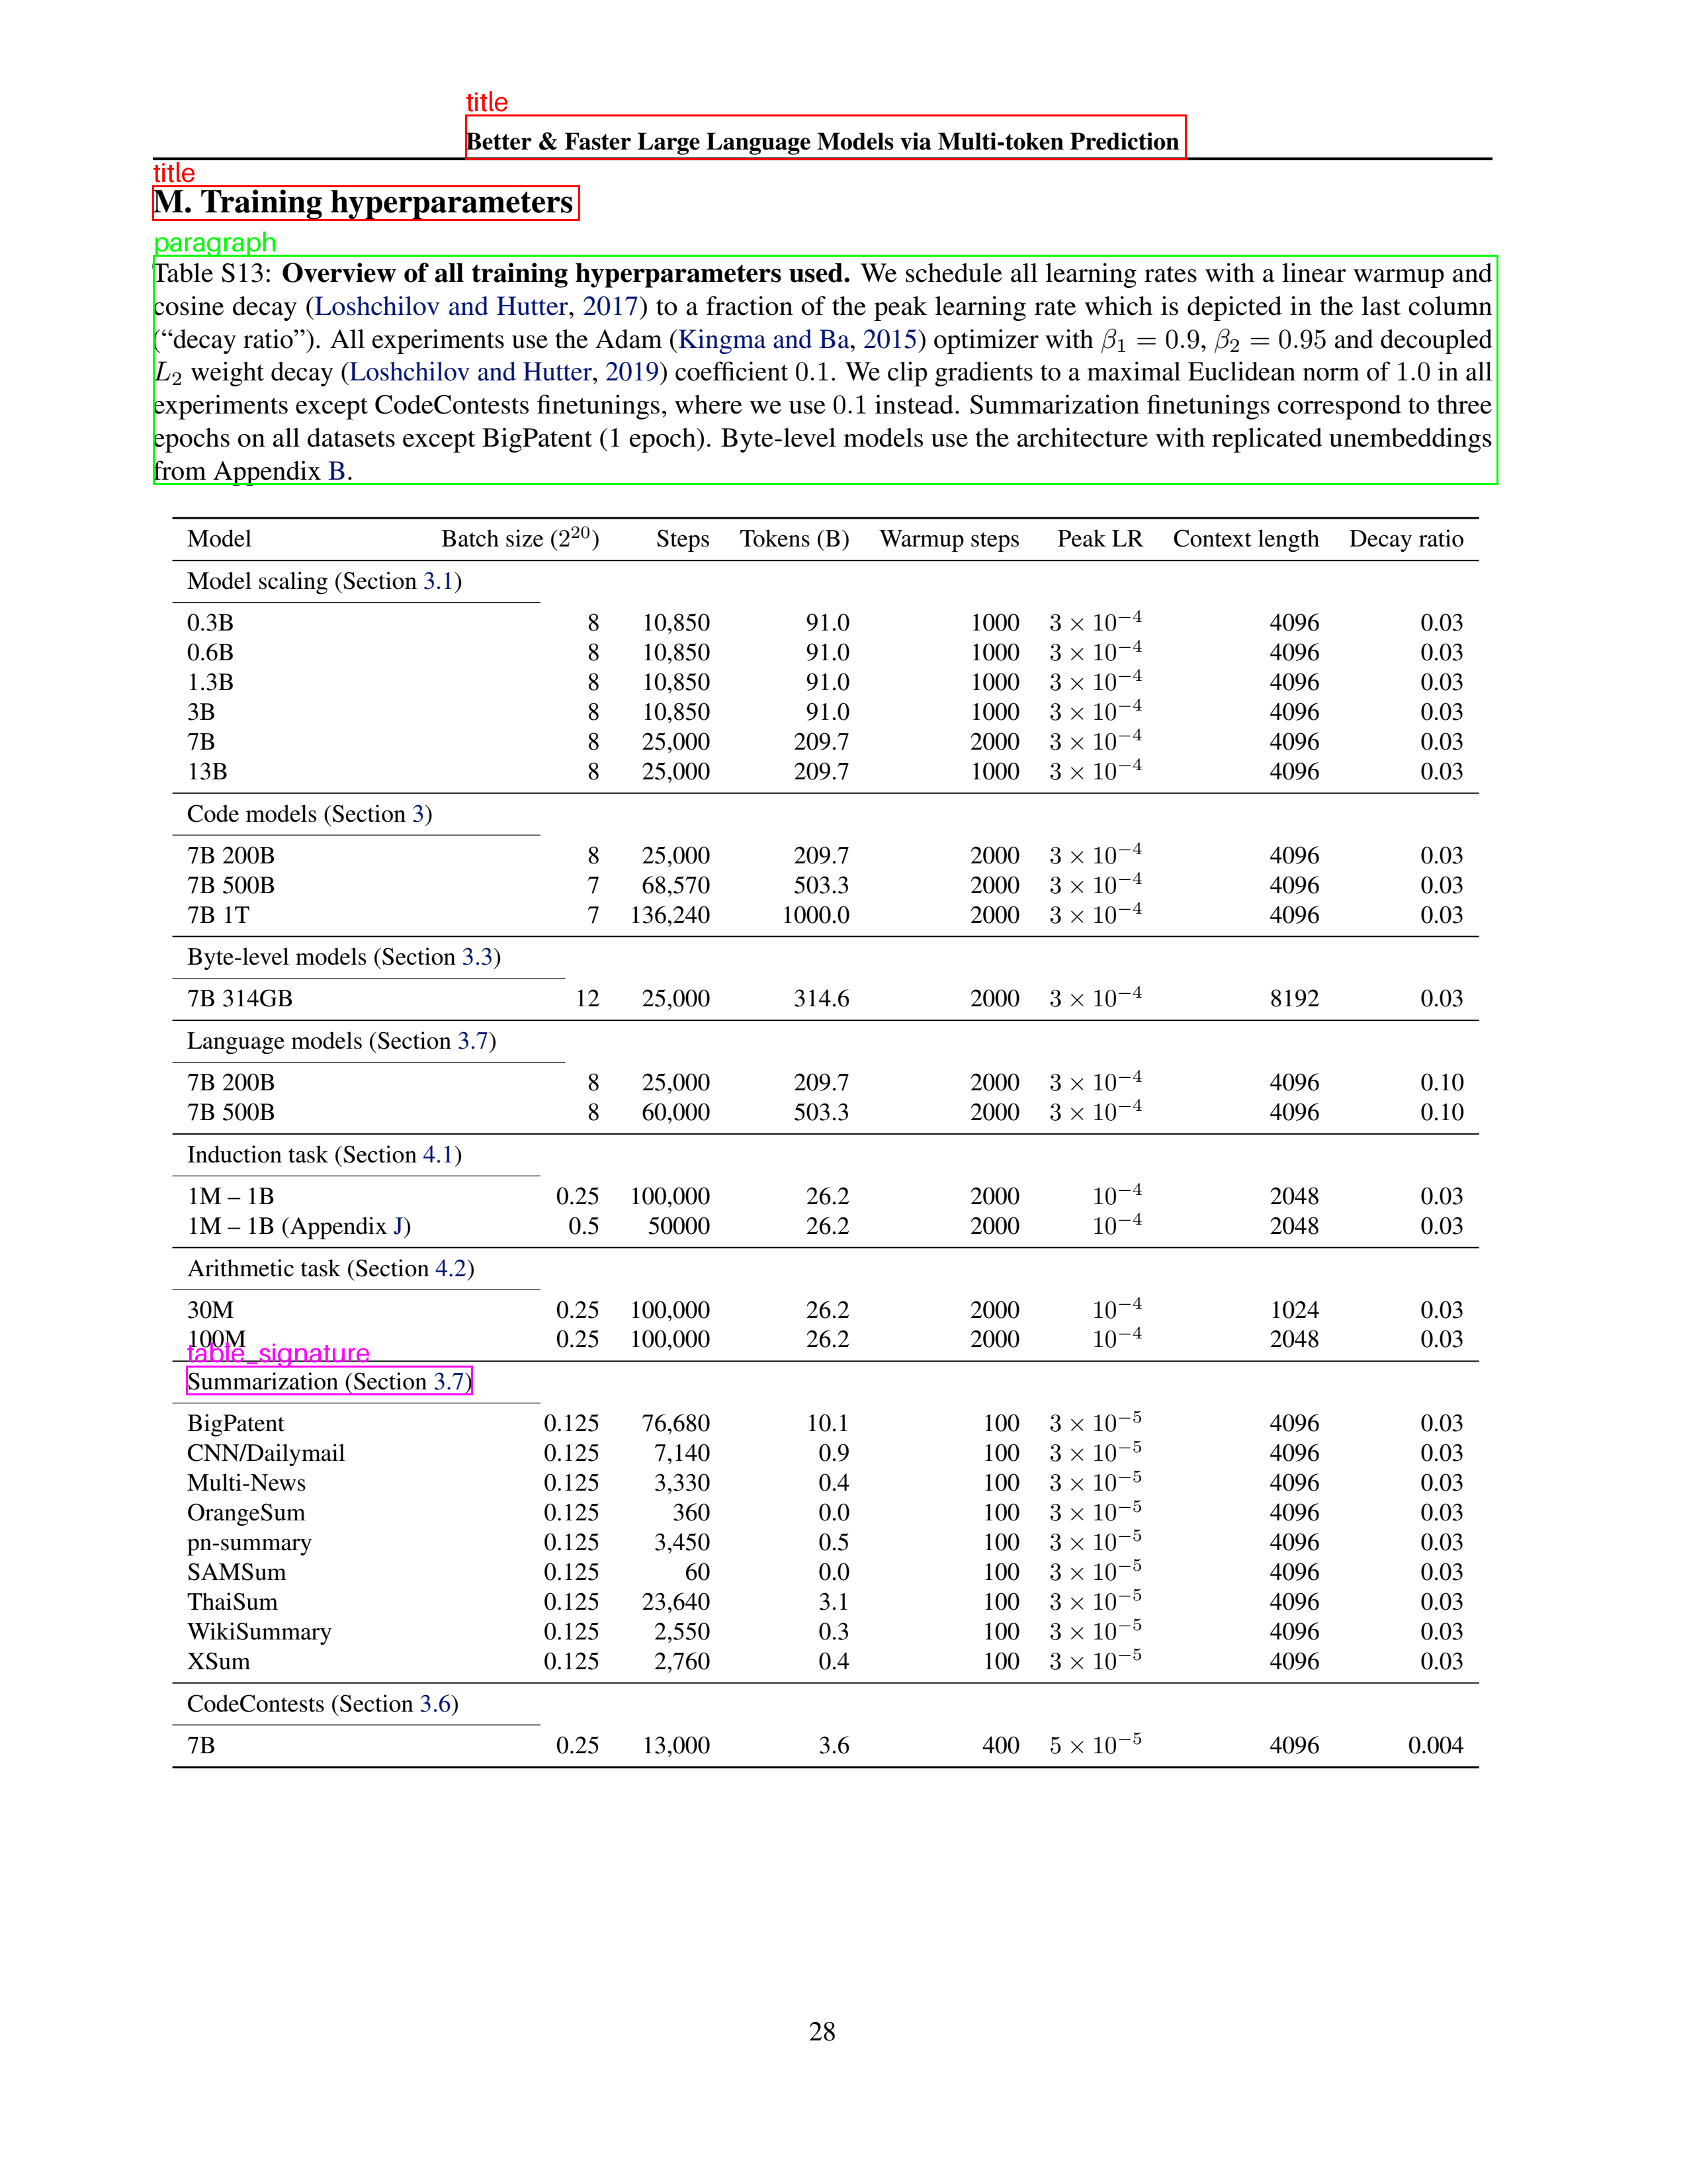 title
Better & Faster Large Language Models via Multi-token Prediction
title
M. Training hyperparameters
paragraph
Table S13: Overview of all training hyperparameters used. We schedule all learning rates with a linear warmup and
cosine decay (Loshchilov and Hutter, 2017) to a fraction of the peak learning rate which is depicted in the last column
(“decay ratio”). All experiments use the Adam (Kingma and Ba, 2015) optimizer with β₁ = 0.9, β₂ = 0.95 and decoupled
L₂ weight decay (Loshchilov and Hutter, 2019) coefficient 0.1. We clip gradients to a maximal Euclidean norm of 1.0 in all
experiments except CodeContests finetunings, where we use 0.1 instead. Summarization finetunings correspond to three
epochs on all datasets except BigPatent (1 epoch). Byte-level models use the architecture with replicated unembeddings
from Appendix B.
Model Batch size (2²⁰) Steps Tokens (B) Warmup steps Peak LR Context length Decay ratio
Model scaling (Section 3.1)
0.3B 8 10,850 91.0 1000 3 × 10⁻⁴ 4096 0.03
0.6B 8 10,850 91.0 1000 3 × 10⁻⁴ 4096 0.03
1.3B 8 10,850 91.0 1000 3 × 10⁻⁴ 4096 0.03
3B 8 10,850 91.0 1000 3 × 10⁻⁴ 4096 0.03
7B 8 25,000 209.7 2000 3 × 10⁻⁴ 4096 0.03
13B 8 25,000 209.7 1000 3 × 10⁻⁴ 4096 0.03
Code models (Section 3)
7B 200B 8 25,000 209.7 2000 3 × 10⁻⁴ 4096 0.03
7B 500B 7 68,570 503.3 2000 3 × 10⁻⁴ 4096 0.03
7B 1T 7 136,240 1000.0 2000 3 × 10⁻⁴ 4096 0.03
Byte-level models (Section 3.3)
7B 314GB 12 25,000 314.6 2000 3 × 10⁻⁴ 8192 0.03
Language models (Section 3.7)
7B 200B 8 25,000 209.7 2000 3 × 10⁻⁴ 4096 0.10
7B 500B 8 60,000 503.3 2000 3 × 10⁻⁴ 4096 0.10
Induction task (Section 4.1)
1M – 1B 0.25 100,000 26.2 2000 10⁻⁴ 2048 0.03
1M – 1B (Appendix J) 0.5 50000 26.2 2000 10⁻⁴ 2048 0.03
Arithmetic task (Section 4.2)
30M 0.25 100,000 26.2 2000 10⁻⁴ 1024 0.03
100M 0.25 100,000 26.2 2000 10⁻⁴ 2048 0.03
table_signature
Summarization (Section 3.7)
BigPatent 0.125 76,680 10.1 100 3 × 10⁻⁵ 4096 0.03
CNN/Dailymail 0.125 7,140 0.9 100 3 × 10⁻⁵ 4096 0.03
Multi-News 0.125 3,330 0.4 100 3 × 10⁻⁵ 4096 0.03
OrangeSum 0.125 360 0.0 100 3 × 10⁻⁵ 4096 0.03
pn-summary 0.125 3,450 0.5 100 3 × 10⁻⁵ 4096 0.03
SAMSum 0.125 60 0.0 100 3 × 10⁻⁵ 4096 0.03
ThaiSum 0.125 23,640 3.1 100 3 × 10⁻⁵ 4096 0.03
WikiSummary 0.125 2,550 0.3 100 3 × 10⁻⁵ 4096 0.03
XSum 0.125 2,760 0.4 100 3 × 10⁻⁵ 4096 0.03
CodeContests (Section 3.6)
7B 0.25 13,000 3.6 400 5 × 10⁻⁵ 4096 0.004
28